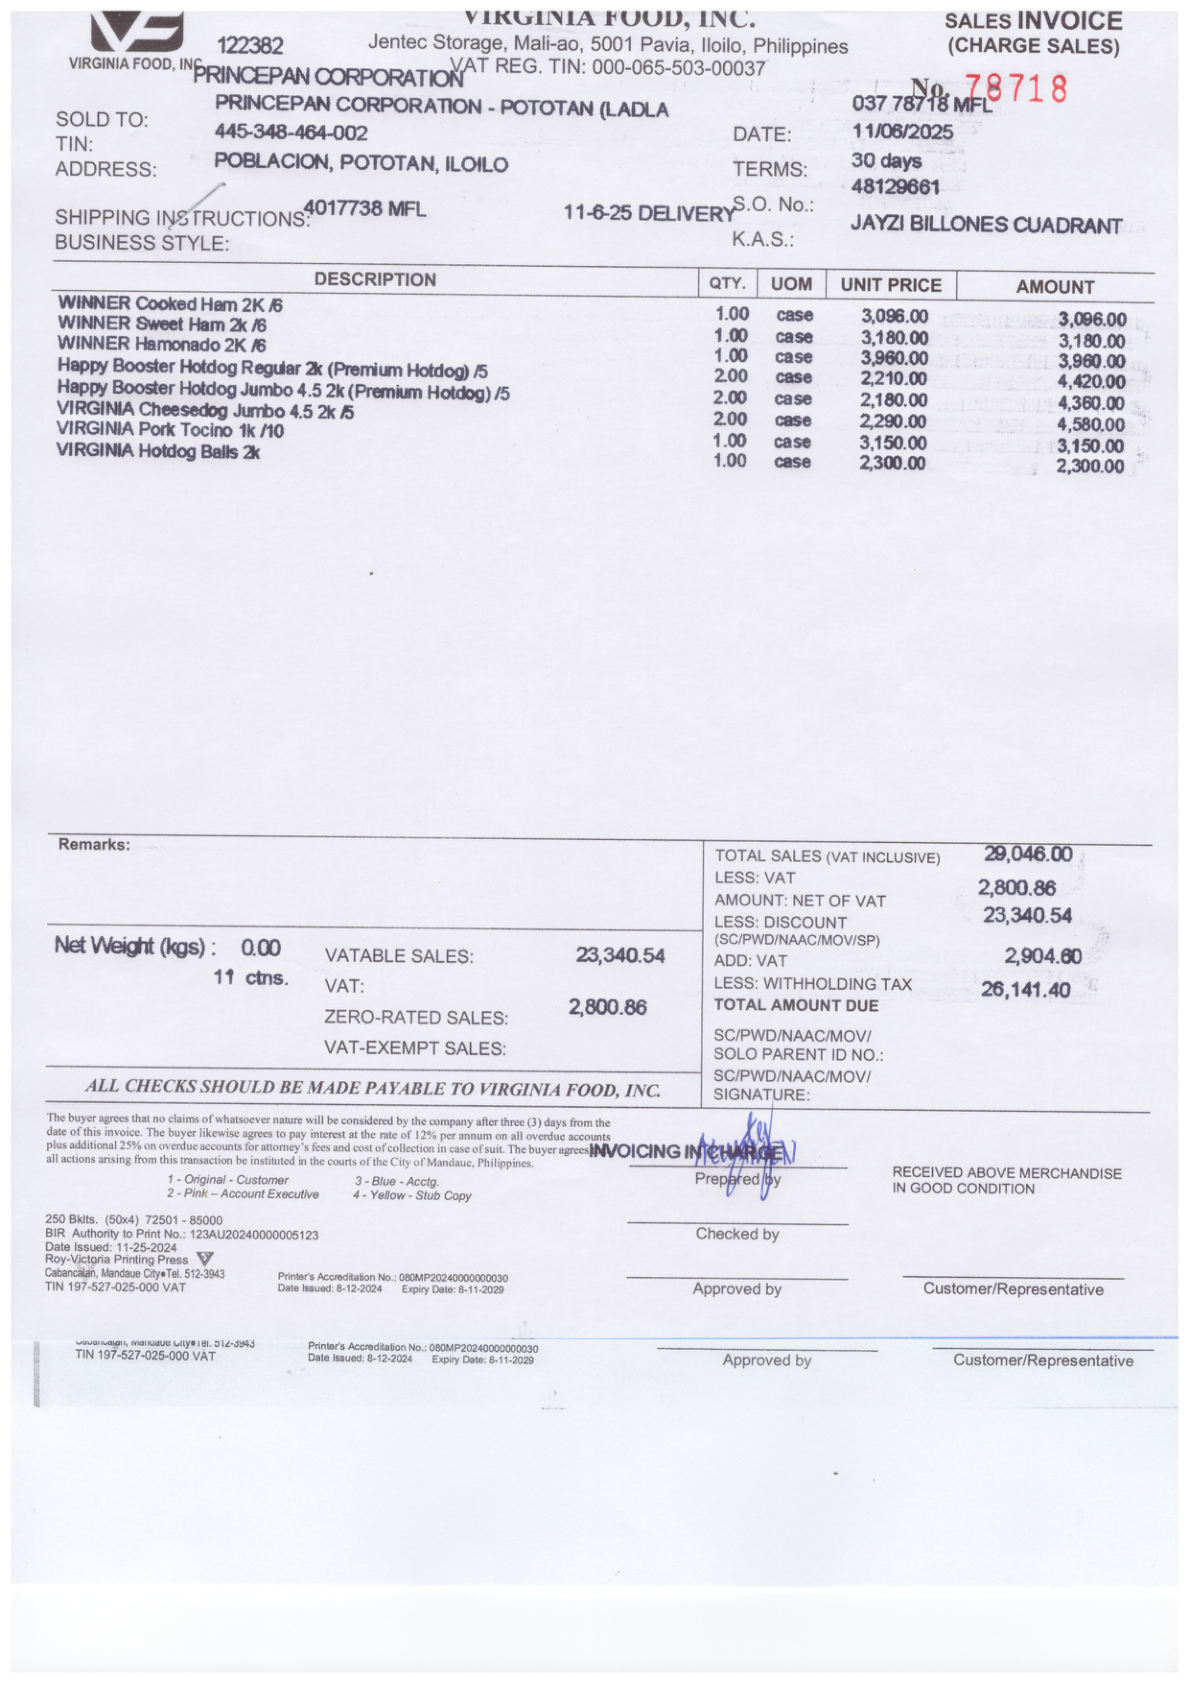 VIRGINIA FOOD, INC.
SALES INVOICE
(CHARGE SALES)
VIRGINIA FOOD, INC.
122382
Jentec Storage, Mali-ao, 5001 Pavia, Iloilo, Philippines
VAT REG. TIN: 000-065-503-00037
PRINCEPAN CORPORATION
No. 78718
PRINCEPAN CORPORATION - POTOTAN (LADLA
037 78718 MFL
SOLD TO:
TIN: 445-348-464-002
DATE: 11/06/2025
ADDRESS: POBLACION, POTOTAN, ILOILO
TERMS: 30 days
48129661
SHIPPING INSTRUCTIONS: 4017738 MFL 11-6-25 DELIVERY
S.O. No.:
BUSINESS STYLE:
K.A.S.: JAYZI BILLONES CUADRANT
DESCRIPTION QTY. UOM UNIT PRICE AMOUNT
WINNER Cooked Ham 2K /6 1.00 case 3,096.00 3,096.00
WINNER Sweet Ham 2k /6 1.00 case 3,180.00 3,180.00
WINNER Hamonado 2K /6 1.00 case 3,960.00 3,960.00
Happy Booster Hotdog Regular 2k (Premium Hotdog) /5 2.00 case 2,210.00 4,420.00
Happy Booster Hotdog Jumbo 4.5 2k (Premium Hotdog) /5 2.00 case 2,180.00 4,360.00
VIRGINIA Cheesedog Jumbo 4.5 2k /5 2.00 case 2,290.00 4,580.00
VIRGINIA Pork Tocino 1k /10 1.00 case 3,150.00 3,150.00
VIRGINIA Hotdog Balls 2k 1.00 case 2,300.00 2,300.00
Remarks:
TOTAL SALES (VAT INCLUSIVE) 29,046.00
LESS: VAT 2,800.86
AMOUNT: NET OF VAT 23,340.54
LESS: DISCOUNT
(SC/PWD/NAAC/MOV/SP) 2,904.60
ADD: VAT
LESS: WITHHOLDING TAX 26,141.40
TOTAL AMOUNT DUE
SC/PWD/NAAC/MOV/
SOLO PARENT ID NO.:
SC/PWD/NAAC/MOV/
SIGNATURE:
Net Weight (kgs) : 0.00
11 ctns.
VATABLE SALES: 23,340.54
VAT: 2,800.86
ZERO-RATED SALES:
VAT-EXEMPT SALES:
ALL CHECKS SHOULD BE MADE PAYABLE TO VIRGINIA FOOD, INC.
The buyer agrees that no claims of whatsoever nature will be considered by the company after three (3) days from the
date of this invoice. The buyer likewise agrees to pay interest at the rate of 12% per annum on all overdue accounts
plus additional 25% on overdue accounts for attorney's fees and cost of collection in case of suit. The buyer agrees
all actions arising from this transaction be instituted in the courts of the City of Mandaue, Philippines.
INVOICING IN CHARGE
Prepared by
RECEIVED ABOVE MERCHANDISE
IN GOOD CONDITION
1 - Original - Customer 3 - Blue - Acctg.
2 - Pink – Account Executive 4 - Yellow - Stub Copy
Checked by
250 Bklts. (50x4) 72501 - 85000
BIR Authority to Print No.: 123AU20240000005123
Date Issued: 11-25-2024
Roy-Victoria Printing Press
Cabancalan, Mandaue City•Tel. 512-3943
TIN 197-527-025-000 VAT
Printer's Accreditation No.: 080MP20240000000030
Date Issued: 8-12-2024 Expiry Date: 8-11-2029
Approved by
Customer/Representative
Cabancalan, Mandaue City•Tel. 512-3943
TIN 197-527-025-000 VAT
Printer's Accreditation No.: 080MP20240000000030
Date Issued: 8-12-2024 Expiry Date: 8-11-2029
Approved by
Customer/Representative